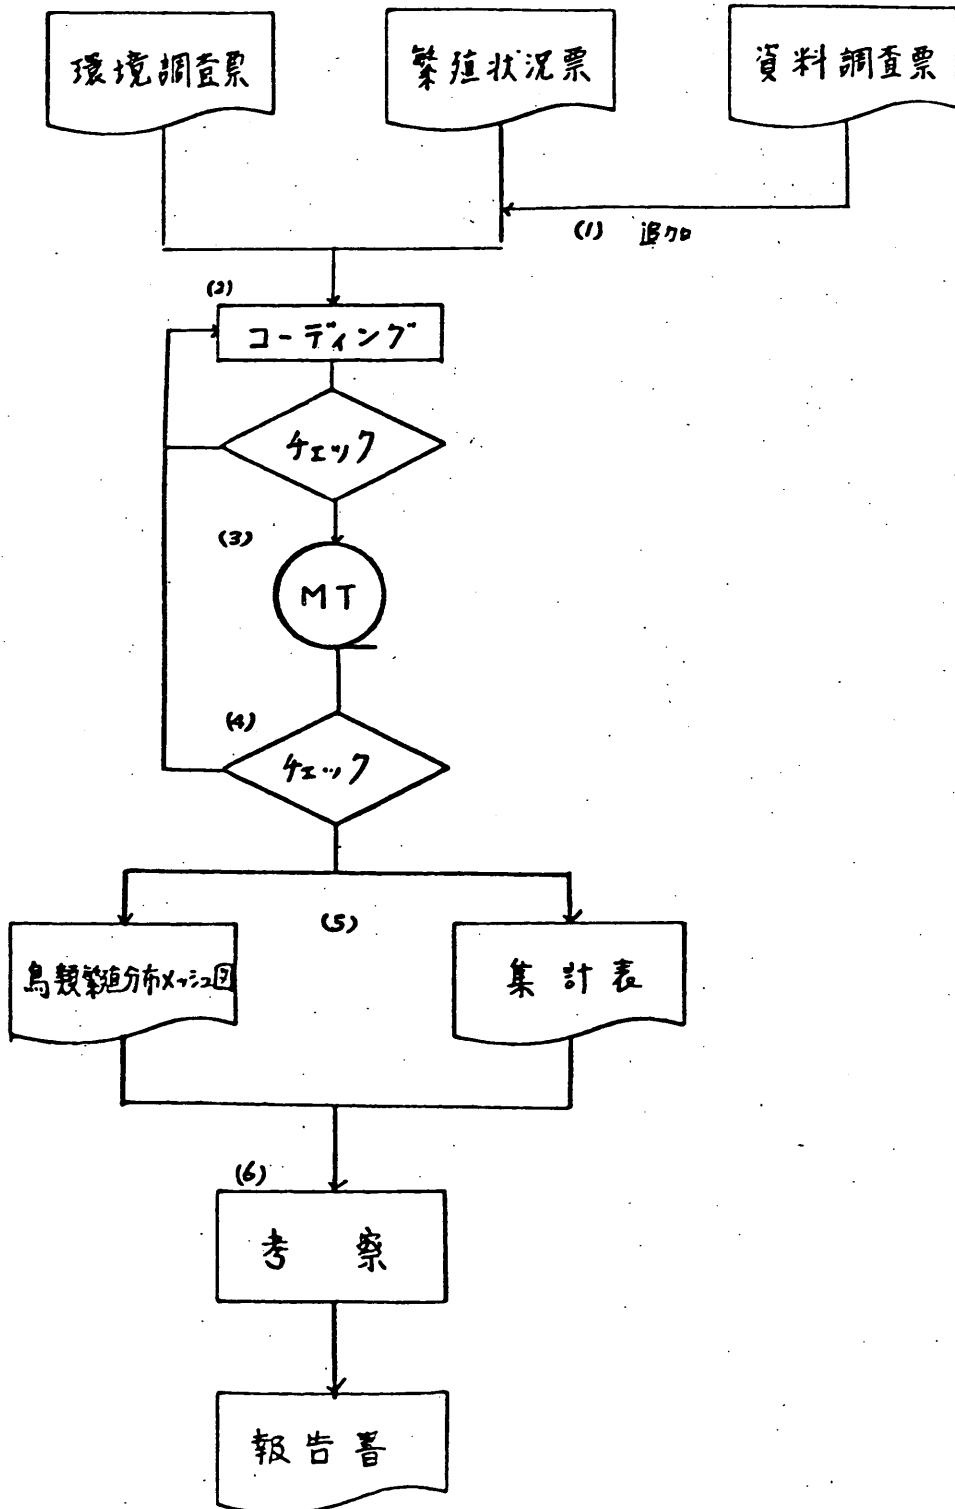 環境調査票
繁殖状況票
資料調査票
(1) 追加
(2)
コーディング
チェック
(3)
MT
(4)
チェック
(5)
鳥類繁殖分布メッシュ図
集計表
(6)
考察
報告書